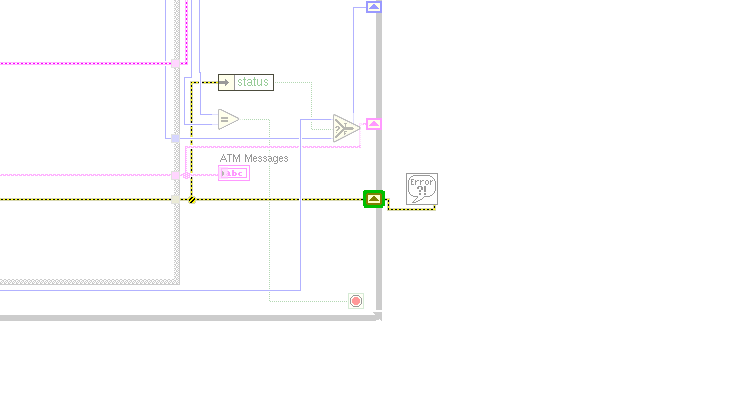 status
=
?
T
F
ATM Messages
abc
Error
?!